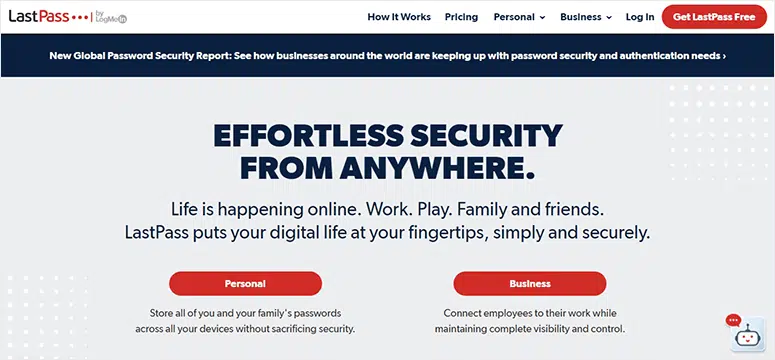 LastPass by LogMeIn
How It Works Pricing Personal Business Log In Get LastPass Free
New Global Password Security Report: See how businesses around the world are keeping up with password security and authentication needs ›
EFFORTLESS SECURITY
FROM ANYWHERE.
Life is happening online. Work. Play. Family and friends.
LastPass puts your digital life at your fingertips, simply and securely.
Personal
Store all of you and your family's passwords
across all your devices without sacrificing security.
Business
Connect employees to their work while
maintaining complete visibility and control.